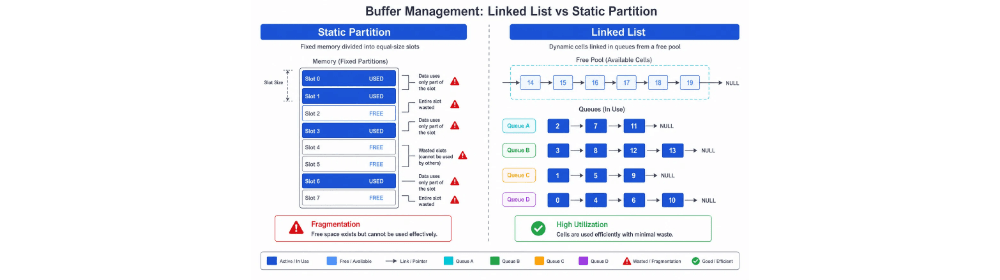 Buffer Management: Linked List vs Static Partition
Static Partition
Fixed memory divided into equal-size slots
Memory (Fixed Partitions)
Slot Size
Slot 0 USED
Slot 1 USED
Slot 2 FREE
Slot 3 USED
Slot 4 FREE
Slot 5 FREE
Slot 6 USED
Slot 7 FREE
Data uses
only part of
the slot
Entire slot
wasted
Data uses
only part of
the slot
Wasted slots
(cannot be used
by others)
Data uses
only part of
the slot
Entire slot
wasted
Fragmentation
Free space exists but cannot be used effectively.
Linked List
Dynamic cells linked in queues from a free pool
Free Pool (Available Cells)
14 15 16 17 18 19 NULL
Queues (In Use)
Queue A 2 7 11 NULL
Queue B 3 8 12 13 NULL
Queue C 1 5 9 NULL
Queue D 0 4 6 10 NULL
High Utilization
Cells are used efficiently with minimal waste.
Active / In Use Free / Available Link / Pointer Queue A Queue B Queue C Queue D Wasted / Fragmentation Good / Efficient